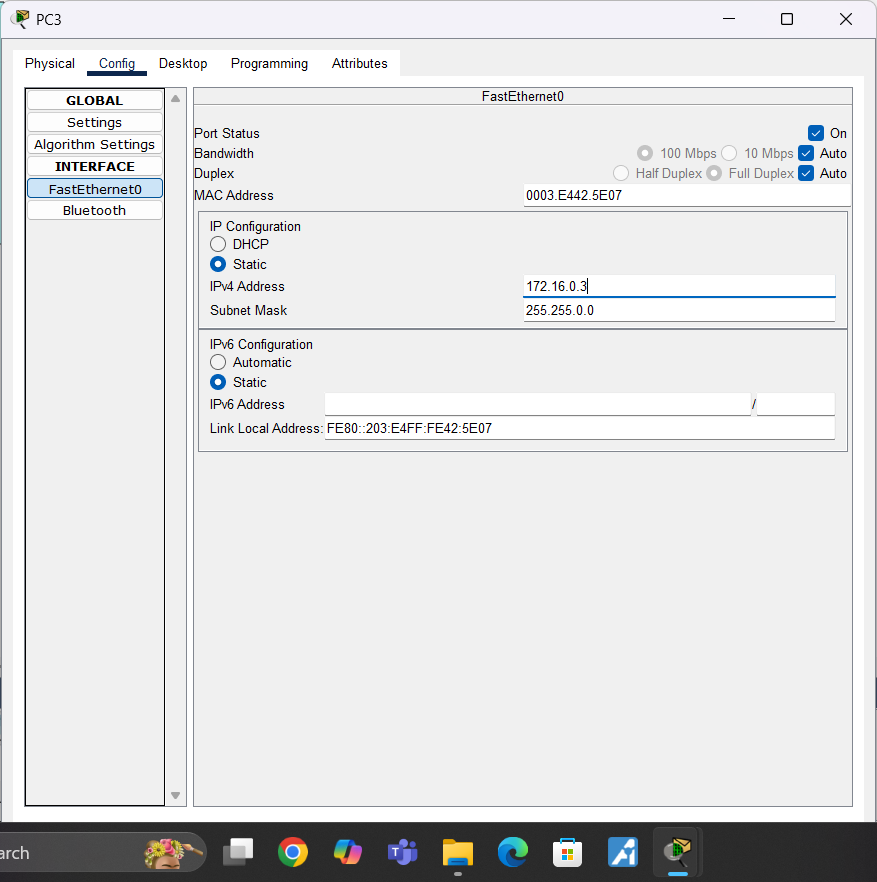 PC3
Physical Config Desktop Programming Attributes
GLOBAL
Settings
Algorithm Settings
INTERFACE
FastEthernet0
Bluetooth
FastEthernet0
Port Status On
Bandwidth 100 Mbps 10 Mbps Auto
Duplex Half Duplex Full Duplex Auto
MAC Address 0003.E442.5E07
IP Configuration
DHCP
Static
IPv4 Address 172.16.0.3
Subnet Mask 255.255.0.0
IPv6 Configuration
Automatic
Static
IPv6 Address /
Link Local Address: FE80::203:E4FF:FE42:5E07
arch